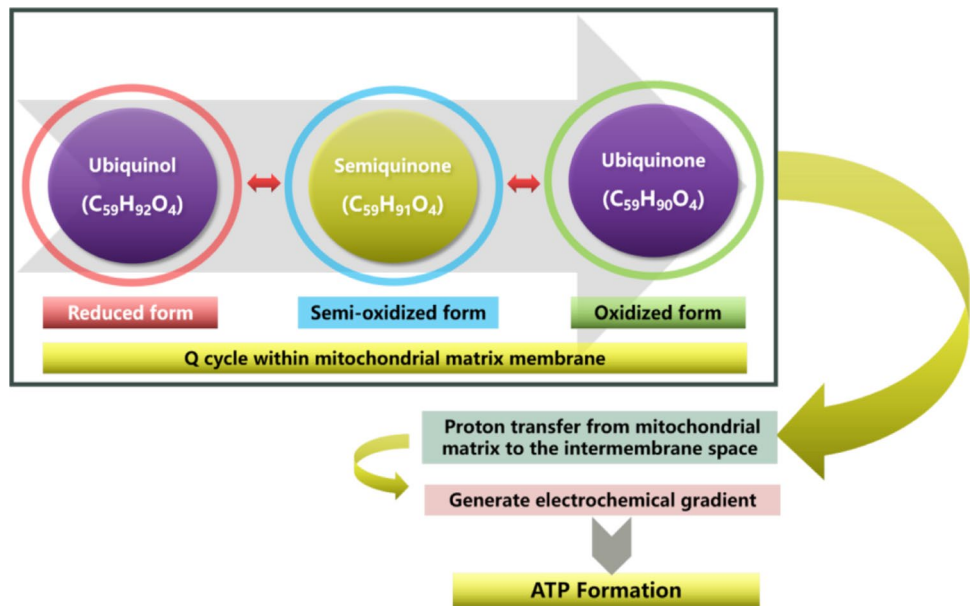 Ubiquinol
(C₅₉H₉₂O₄)
Semiquinone
(C₅₉H₉₁O₄)
Ubiquinone
(C₅₉H₉₀O₄)
Reduced form
Semi-oxidized form
Oxidized form
Q cycle within mitochondrial matrix membrane
Proton transfer from mitochondrial
matrix to the intermembrane space
Generate electrochemical gradient
ATP Formation